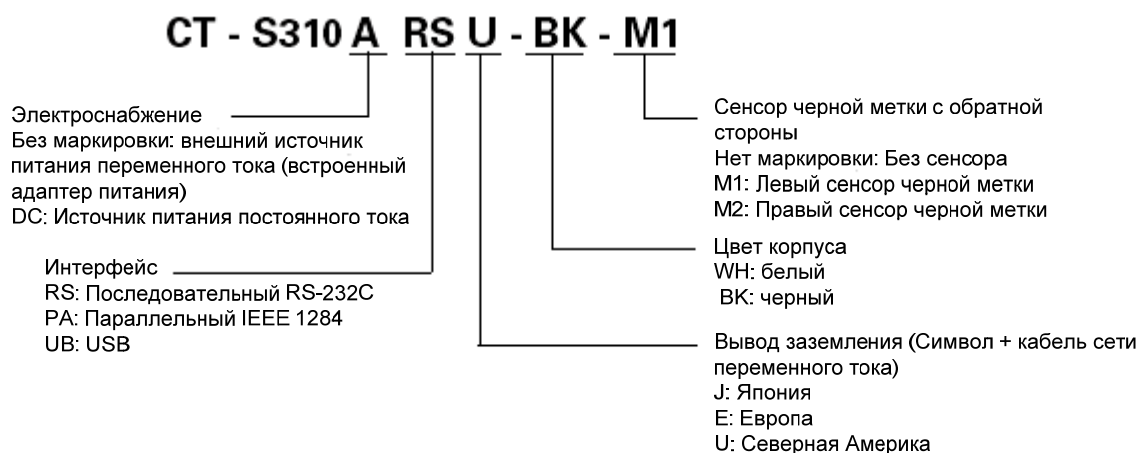 CT - S310 A RS U - BK - M1
Электроснабжение
Без маркировки: внешний источник
питания переменного тока (встроенный
адаптер питания)
DC: Источник питания постоянного тока
Интерфейс
RS: Последовательный RS-232C
PA: Параллельный IEEE 1284
UB: USB
Сенсор черной метки с обратной
стороны
Нет маркировки: Без сенсора
M1: Левый сенсор черной метки
M2: Правый сенсор черной метки
Цвет корпуса
WH: белый
BK: черный
Вывод заземления (Символ + кабель сети
переменного тока)
J: Япония
E: Европа
U: Северная Америка